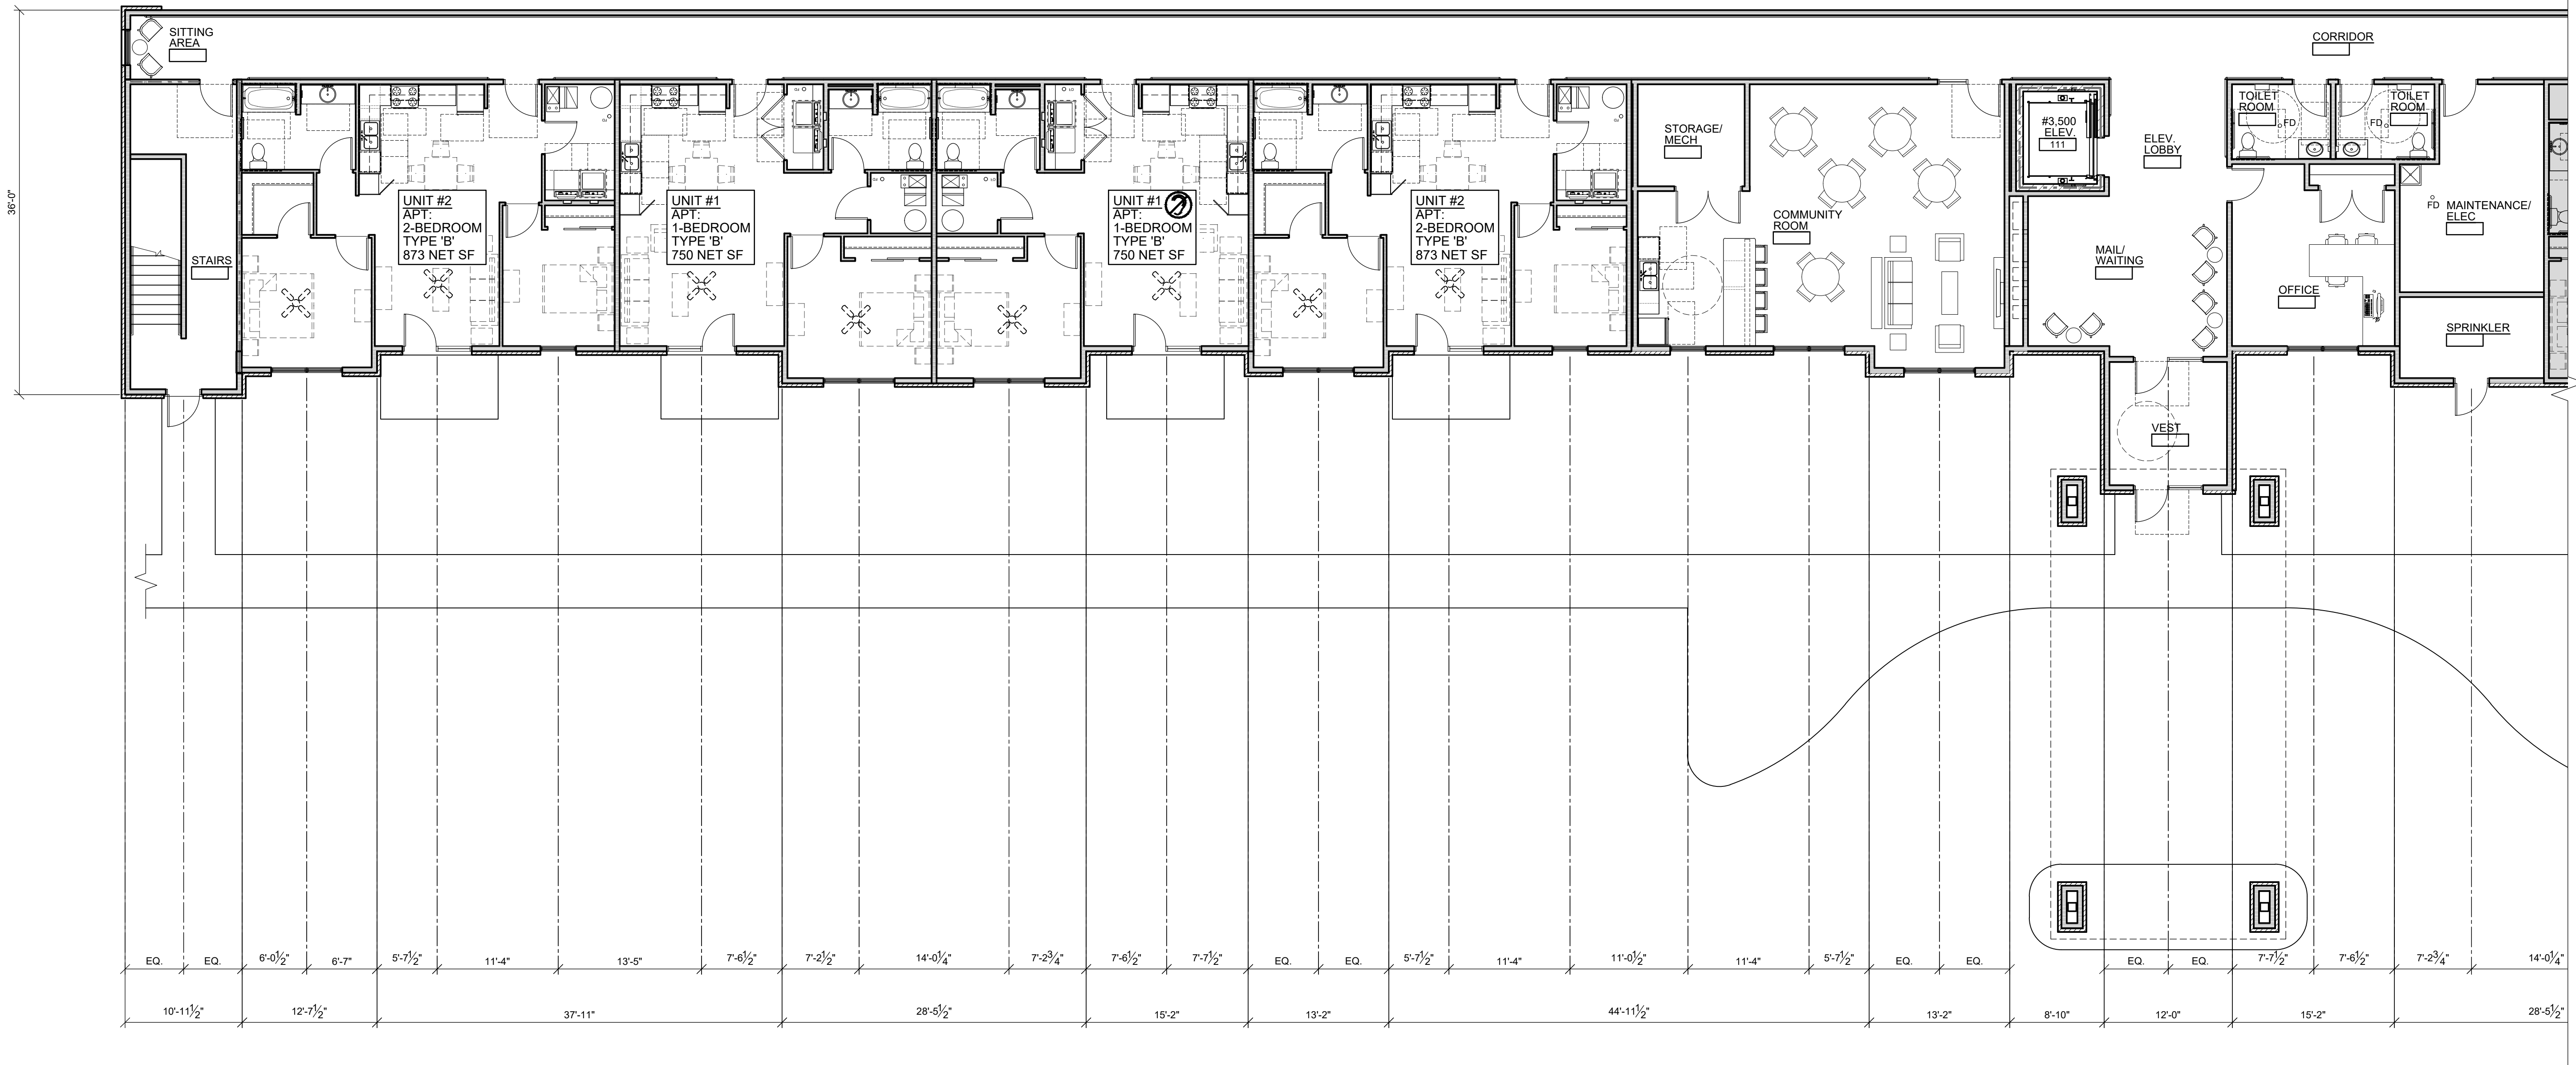 SITTING
AREA
CORRIDOR
36'-0"
TOILET
ROOM
FD
TOILET
ROOM
FD
#3,500
ELEV.
111
ELEV.
LOBBY
STORAGE/
MECH
UNIT #2
APT:
2-BEDROOM
TYPE 'B'
873 NET SF
UNIT #1
APT:
1-BEDROOM
TYPE 'B'
750 NET SF
UNIT #1
APT:
1-BEDROOM
TYPE 'B'
750 NET SF
UNIT #2
APT:
2-BEDROOM
TYPE 'B'
873 NET SF
COMMUNITY
ROOM
FD
MAINTENANCE/
ELEC
STAIRS
MAIL/
WAITING
OFFICE
SPRINKLER
VEST
EQ. EQ. 6'-0½" 6'-7" 5'-7½" 11'-4" 13'-5" 7'-6½" 7'-2½" 14'-0¼" 7'-2¾" 7'-6½" 7'-7½" EQ. EQ. 5'-7½" 11'-4" 11'-0½" 11'-4" 5'-7½" EQ. EQ. EQ. EQ. 7'-7½" 7'-6½" 7'-2¾" 14'-0¼"
10'-11½" 12'-7½" 37'-11" 28'-5½" 15'-2" 13'-2" 44'-11½" 13'-2" 8'-10" 12'-0" 15'-2" 28'-5½"